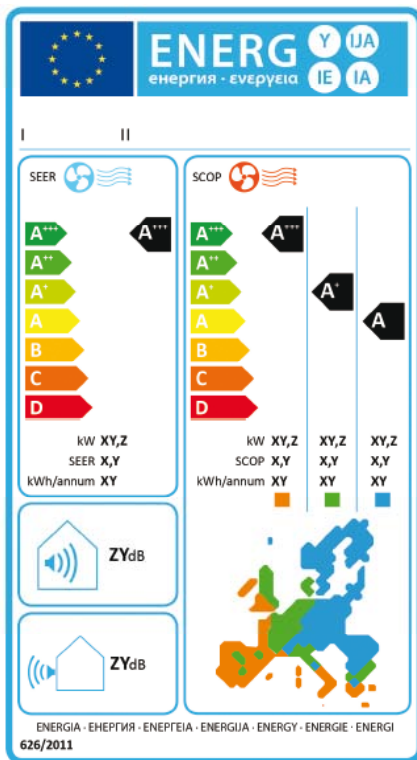 ENERG Y IJA
енергия · ενεργεια IE IA
I II
SEER
A+++ A+++
A++
A+
A
B
C
D
kW XY,Z
SEER X,Y
kWh/annum XY
SCOP
A+++ A+++
A++
A+ A+
A A
B
C
D
kW XY,Z XY,Z XY,Z
SCOP X,Y X,Y X,Y
kWh/annum XY XY XY
ZYdB
ZYdB
ENERGIA · ЕНЕРГИЯ · ΕΝΕΡΓΕΙΑ · ENERGIJA · ENERGY · ENERGIE · ENERGI
626/2011